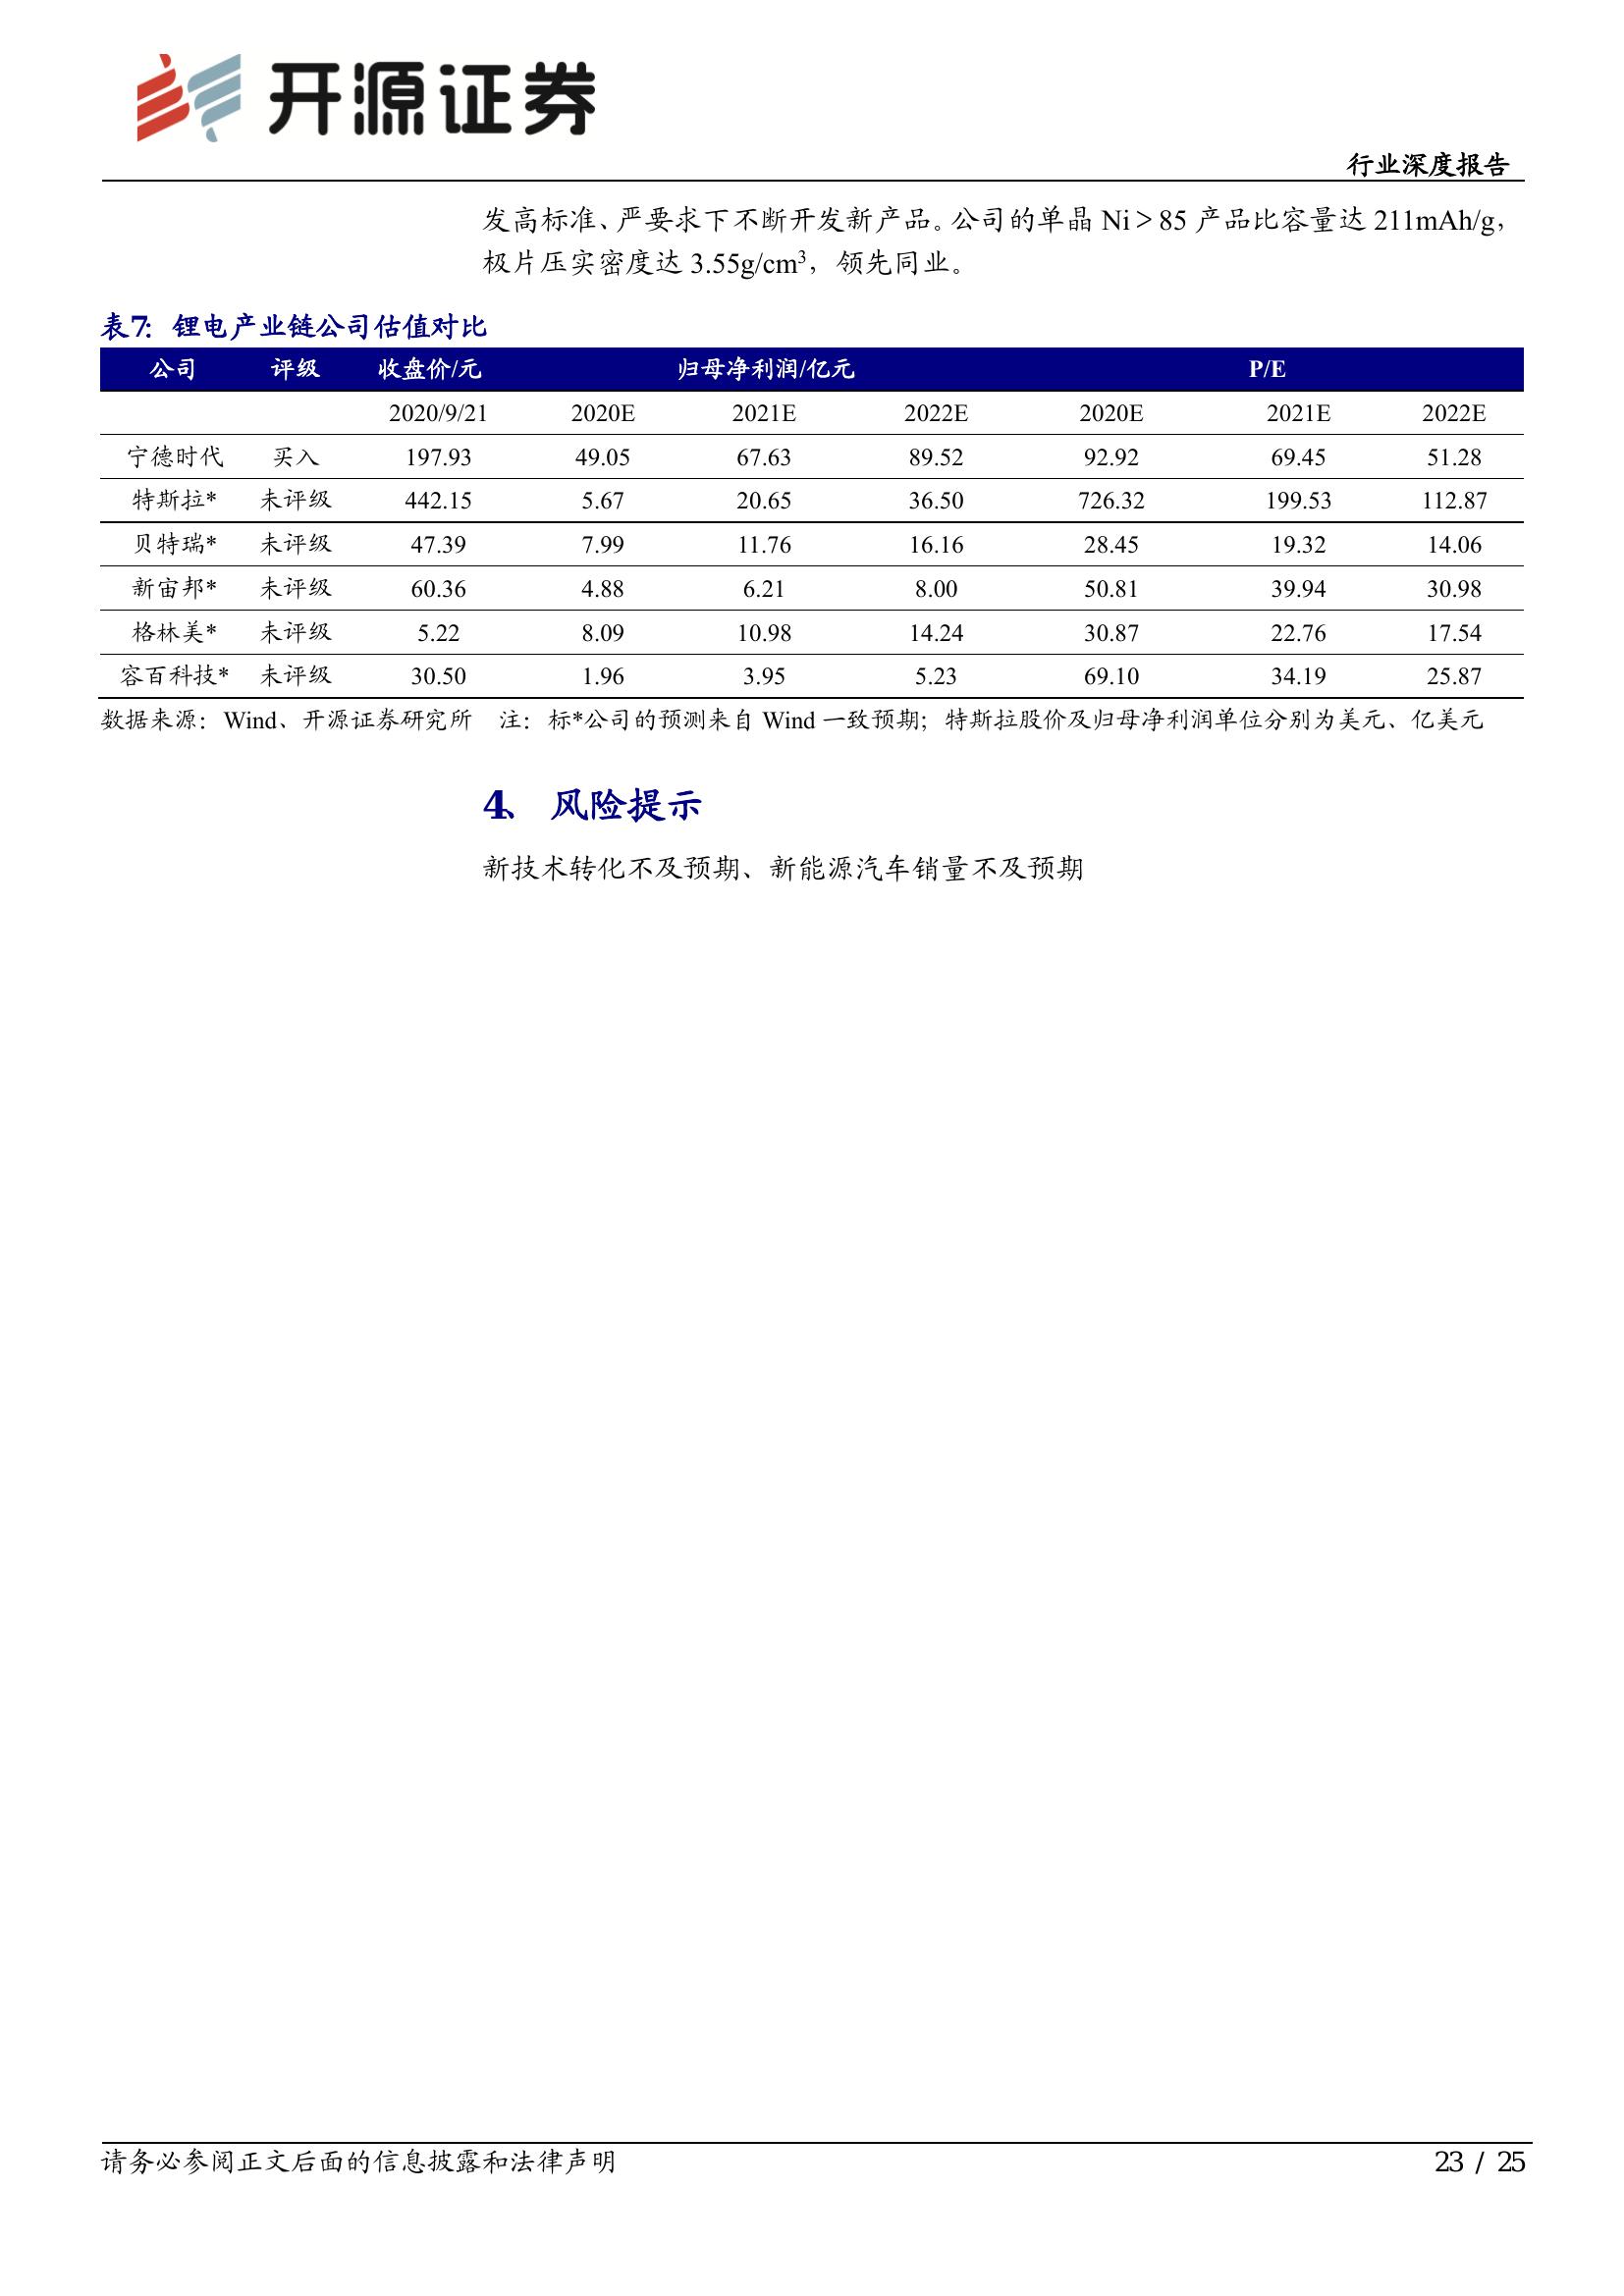 开源证券
行业深度报告
发高标准、严要求下不断开发新产品。公司的单晶 Ni＞85 产品比容量达 211mAh/g，
极片压实密度达 3.55g/cm³，领先同业。
表7：锂电产业链公司估值对比
公司 评级 收盘价/元 归母净利润/亿元 P/E
2020/9/21 2020E 2021E 2022E 2020E 2021E 2022E
宁德时代 买入 197.93 49.05 67.63 89.52 92.92 69.45 51.28
特斯拉* 未评级 442.15 5.67 20.65 36.50 726.32 199.53 112.87
贝特瑞* 未评级 47.39 7.99 11.76 16.16 28.45 19.32 14.06
新宙邦* 未评级 60.36 4.88 6.21 8.00 50.81 39.94 30.98
格林美* 未评级 5.22 8.09 10.98 14.24 30.87 22.76 17.54
容百科技* 未评级 30.50 1.96 3.95 5.23 69.10 34.19 25.87
数据来源：Wind、开源证券研究所 注：标*公司的预测来自 Wind 一致预期；特斯拉股价及归母净利润单位分别为美元、亿美元
4、 风险提示
新技术转化不及预期、新能源汽车销量不及预期
请务必参阅正文后面的信息披露和法律声明 23 / 25